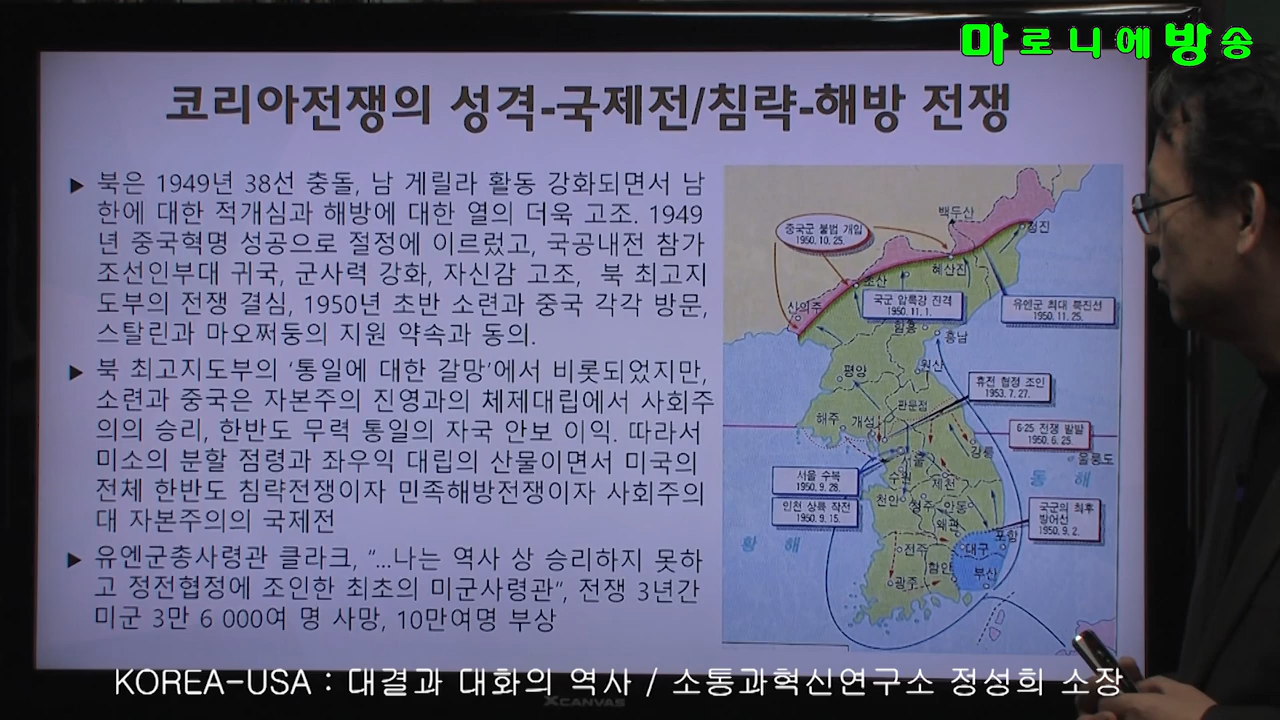 마로니에방송
코리아전쟁의 성격-국제전/침략-해방 전쟁
▶ 북은 1949년 38선 충돌, 남 게릴라 활동 강화되면서 남
한에 대한 적개심과 해방에 대한 열의 더욱 고조. 1949
년 중국혁명 성공으로 절정에 이르렀고, 국공내전 참가
조선인부대 귀국, 군사력 강화, 자신감 고조, 북 최고지
도부의 전쟁 결심, 1950년 초반 소련과 중국 각각 방문,
스탈린과 마오쩌둥의 지원 약속과 동의.
▶ 북 최고지도부의 ‘통일에 대한 갈망’에서 비롯되었지만,
소련과 중국은 자본주의 진영과의 체제대립에서 사회주
의의 승리, 한반도 무력 통일의 자국 안보 이익. 따라서
미소의 분할 점령과 좌우익 대립의 산물이면서 미국의
전체 한반도 침략전쟁이자 민족해방전쟁이자 사회주의
대 자본주의의 국제전
▶ 유엔군총사령관 클라크, “...나는 역사 상 승리하지 못하
고 정전협정에 조인한 최초의 미군사령관”, 전쟁 3년간
미군 3만 6 000여 명 사망, 10만여명 부상
백두산
청진
중국군 불법 개입
1950. 10. 25.
혜산진
초산
신의주
국군 압록강 진격
1950. 11. 1.
유엔군 최대 북진선
1950. 11. 25.
함흥
흥남
원산
평양
휴전 협정 조인
1953. 7. 27.
판문점
해주
개성
6·25 전쟁 발발
1950. 6. 25.
강릉
울릉도
서울
서울 수복
1950. 9. 28.
수원
제천
동 해
천안
인천 상륙 작전
1950. 9. 15.
청주
안동
국군의 최후
방어선
1950. 9. 2.
왜관
포항
황 해
전주
대구
함안
부산
광주
KOREA-USA : 대결과 대화의 역사 / 소통과혁신연구소 정성희 소장
XCANVAS